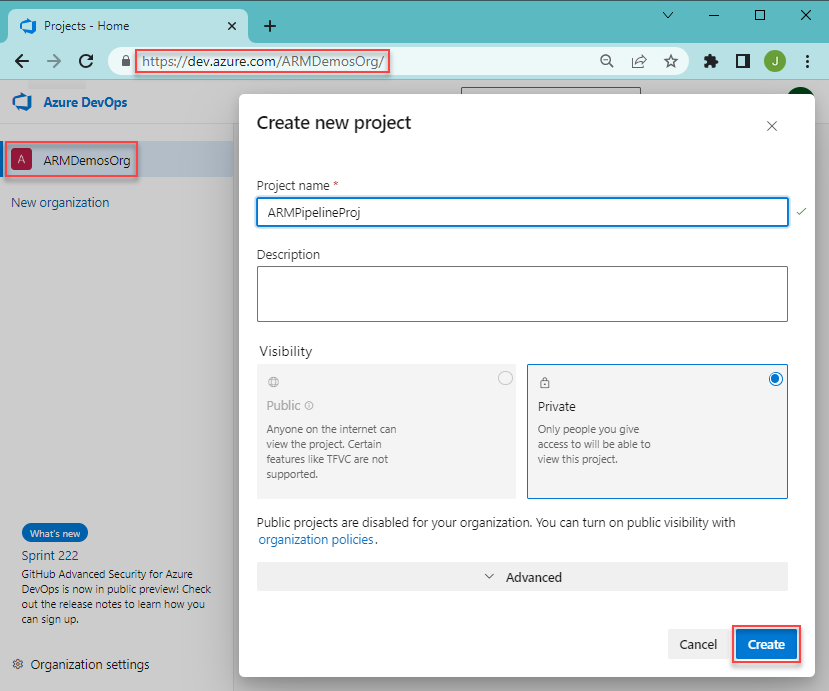 Projects - Home
https://dev.azure.com/ARMDemosOrg/
J
Azure DevOps
A
ARMDemosOrg
New organization
What's new
Sprint 222
GitHub Advanced Security for Azure
DevOps is now in public preview! Check
out the release notes to learn how you
can sign up.
Organization settings
Create new project
Project name *
ARMPipelineProj
Description
Visibility
Public
Anyone on the internet can
view the project. Certain
features like TFVC are not
supported.
Private
Only people you give
access to will be able to
view this project.
Public projects are disabled for your organization. You can turn on public visibility with
organization policies.
Advanced
Cancel
Create